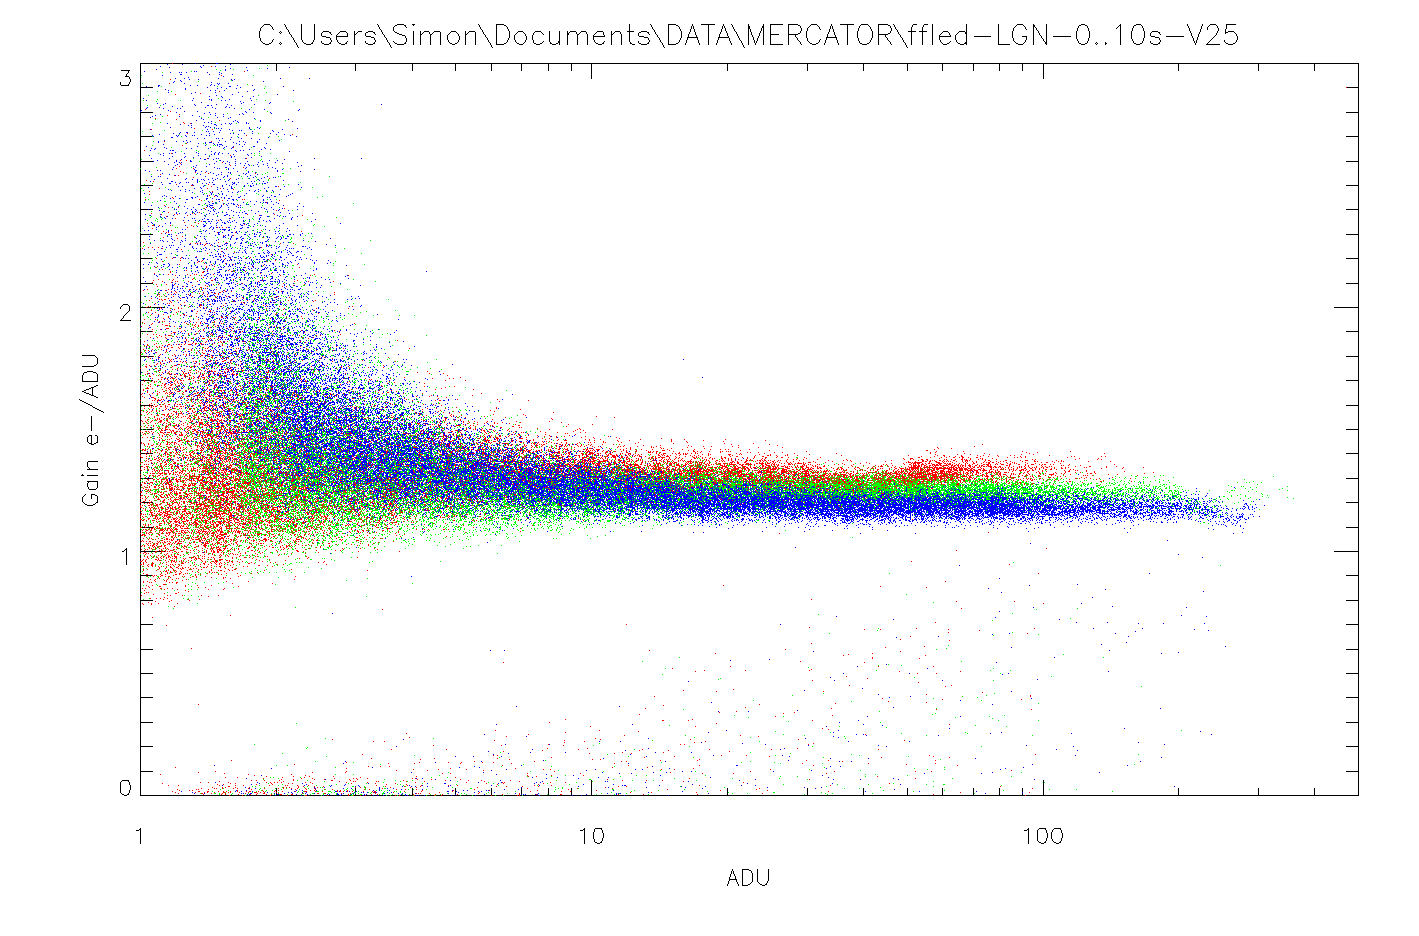 C:\Users\Simon\Documents\DATA\MERCATOR\ffled-LGN-0..10s-V25
3
2
Gain e-/ADU
1
0
1 10 100
ADU